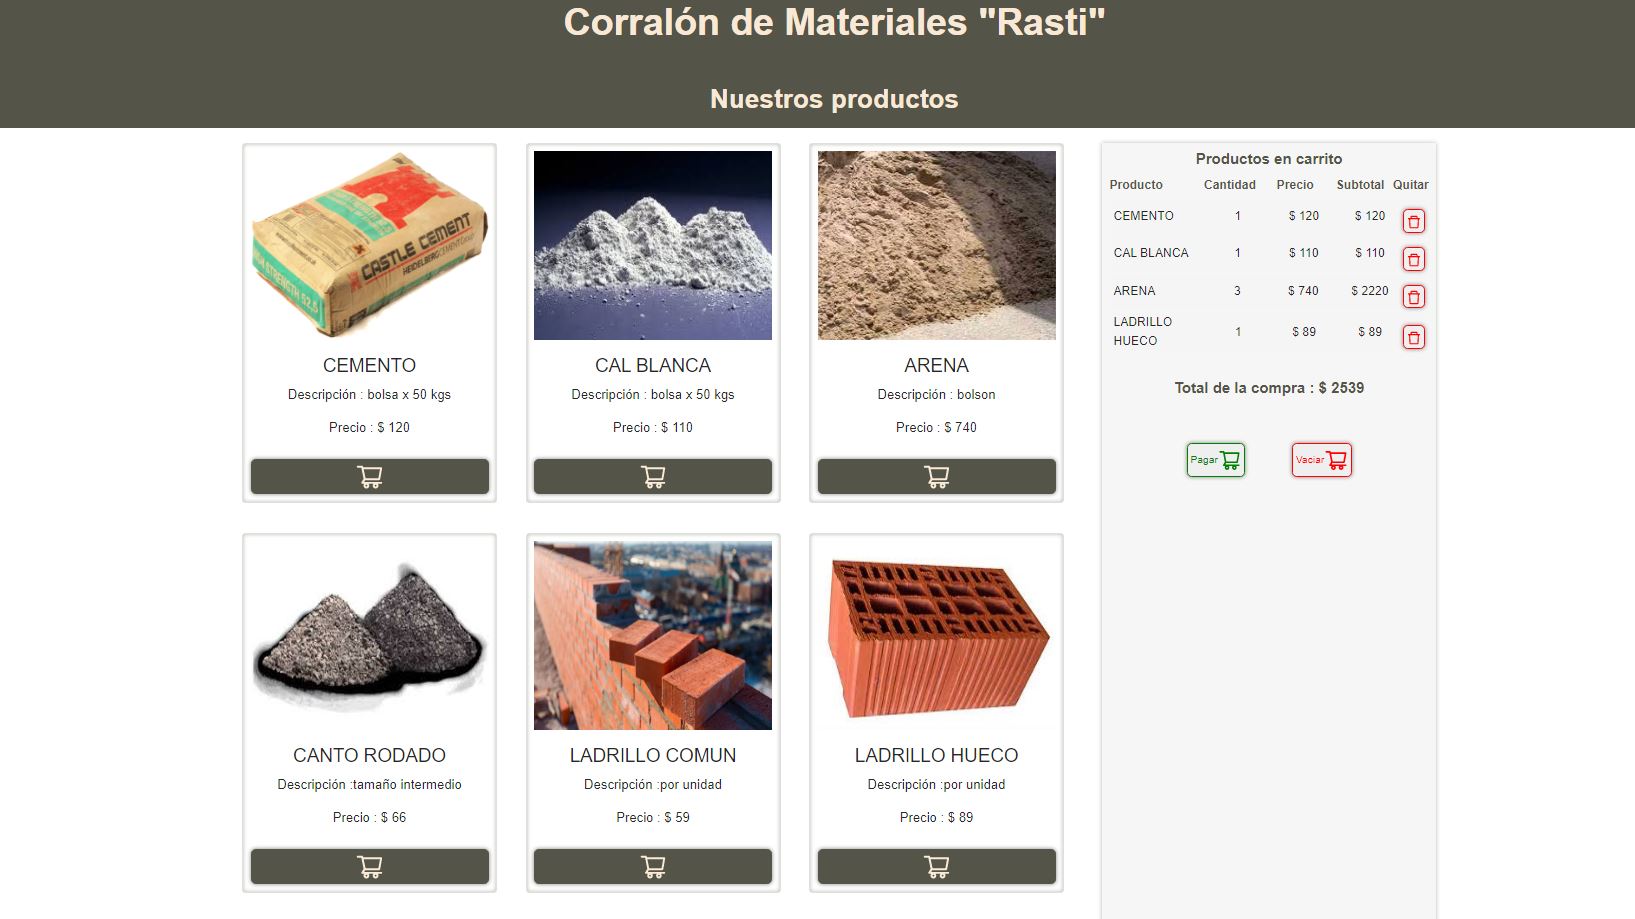 Corralón de Materiales "Rasti"
Nuestros productos
CASTLE CEMENT
HEIDELBERGCEMENT Group
STRENGTH 52,5
CEMENTO
Descripción : bolsa x 50 kgs
Precio : $ 120
CAL BLANCA
Descripción : bolsa x 50 kgs
Precio : $ 110
ARENA
Descripción : bolson
Precio : $ 740
CANTO RODADO
Descripción :tamaño intermedio
Precio : $ 66
LADRILLO COMUN
Descripción :por unidad
Precio : $ 59
LADRILLO HUECO
Descripción :por unidad
Precio : $ 89
Productos en carrito
Producto Cantidad Precio Subtotal Quitar
CEMENTO 1 $ 120 $ 120
CAL BLANCA 1 $ 110 $ 110
ARENA 3 $ 740 $ 2220
LADRILLO
HUECO 1 $ 89 $ 89
Total de la compra : $ 2539
Pagar Vaciar